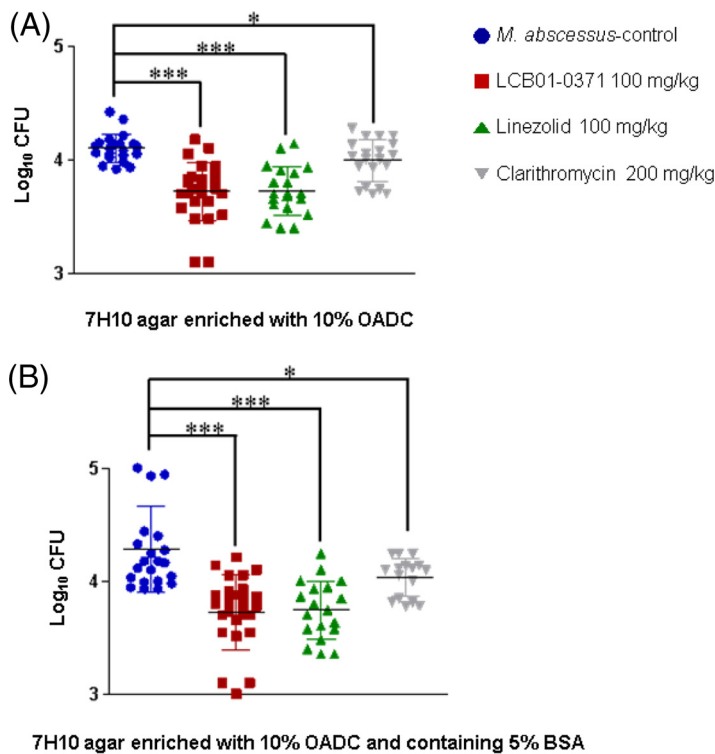 (A)
*
***
***
5
4
3
Log₁₀ CFU
7H10 agar enriched with 10% OADC
M. abscessus-control
LCB01-0371 100 mg/kg
Linezolid 100 mg/kg
Clarithromycin 200 mg/kg
(B)
*
***
***
5
4
3
Log₁₀ CFU
7H10 agar enriched with 10% OADC and containing 5% BSA